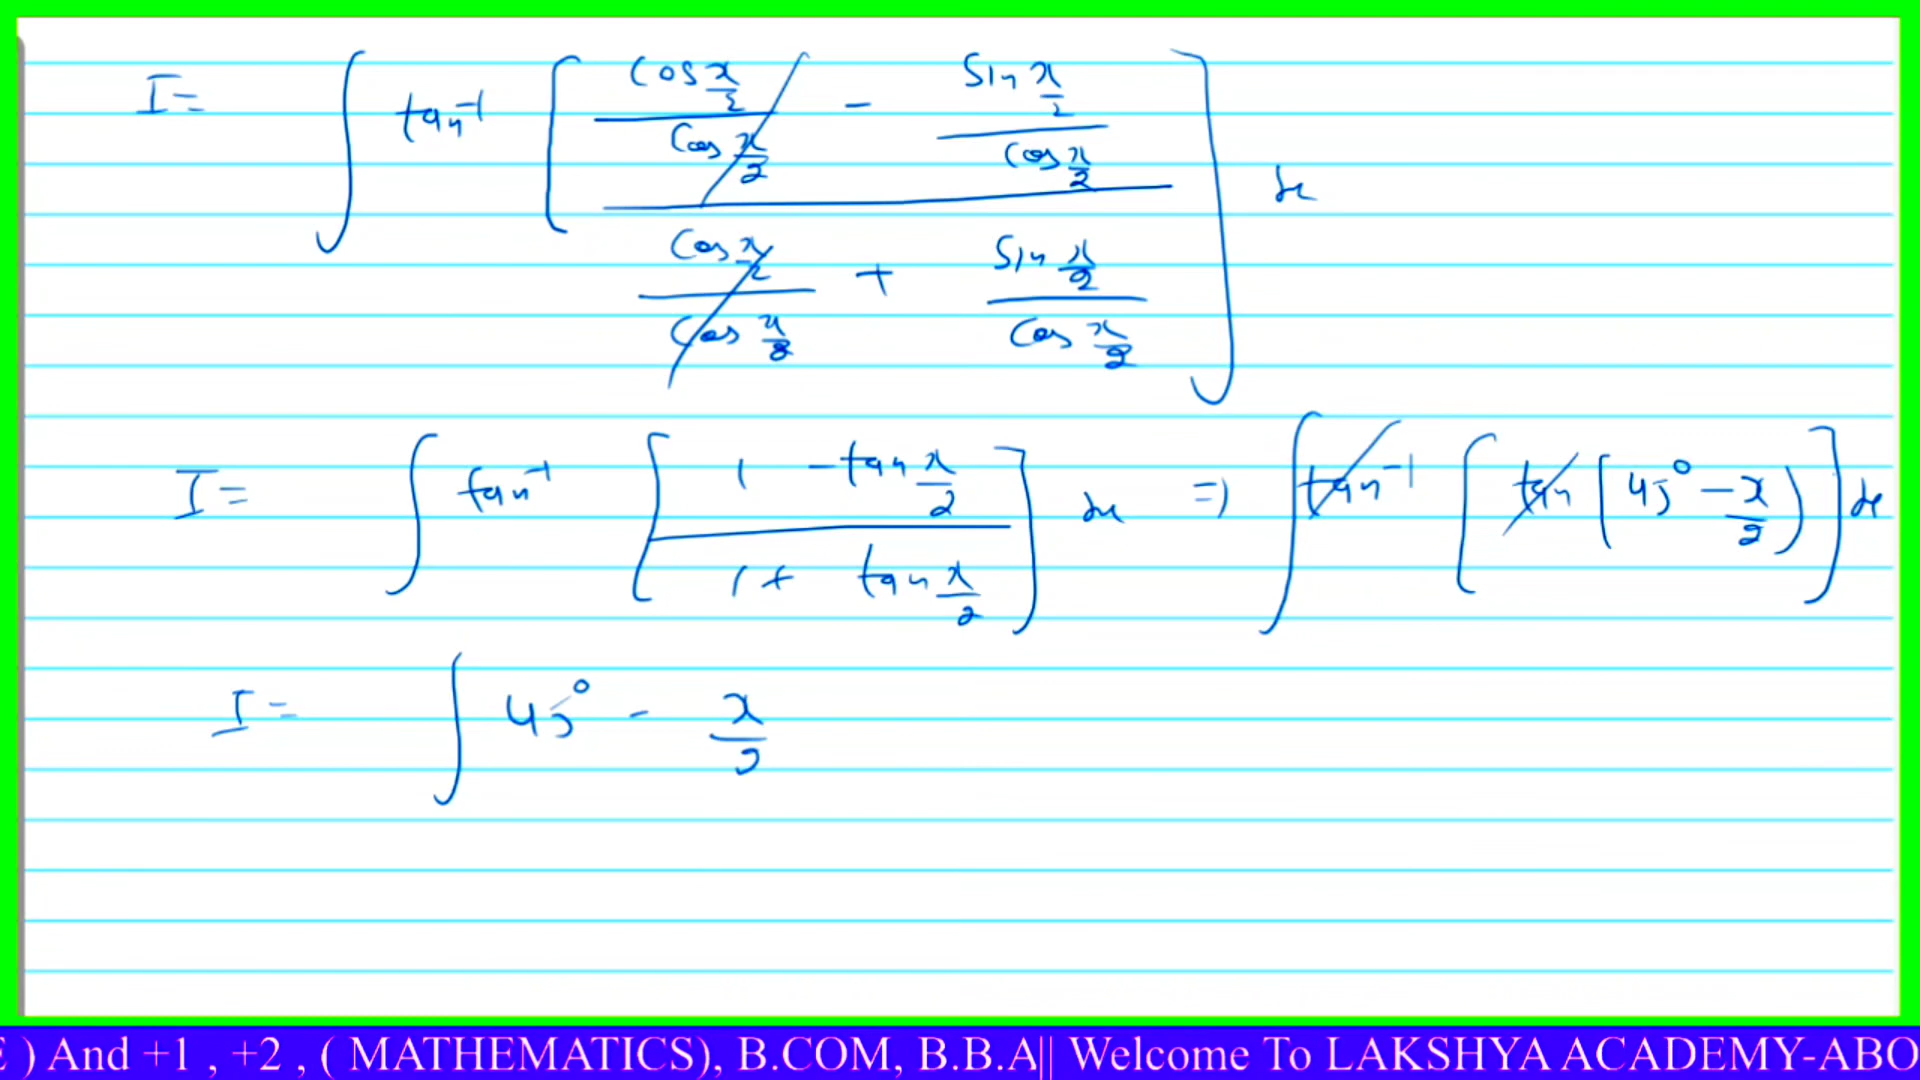 I = ∫ tan⁻¹ [ (cos x/2 / cos x/2 - sin x/2 / cos x/2) / (cos x/2 / cos x/2 + sin x/2 / cos x/2) ] dx
I = ∫ tan⁻¹ [ (1 - tan x/2) / (1 + tan x/2) ] dx => ∫ tan⁻¹ [ tan ( 45° - x/2 ) ] dx
I = ∫ 45° - x/2
) And +1 , +2 , ( MATHEMATICS), B.COM, B.B.A|| Welcome To LAKSHYA ACADEMY-ABO